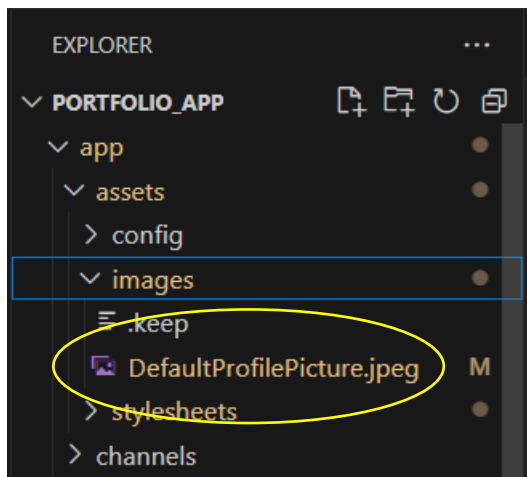 EXPLORER
PORTFOLIO_APP
app
assets
config
images
.keep
DefaultProfilePicture.jpeg M
stylesheets
channels